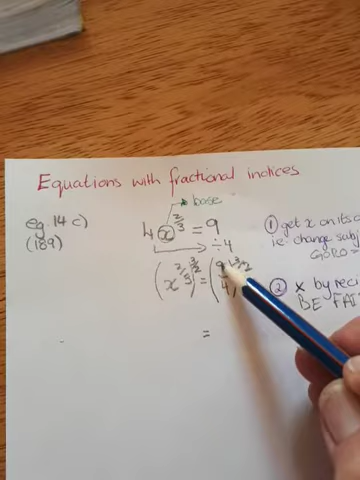 Equations with fractional indices
base
eg. 14 c)
(189)
4 x^{2/3} = 9
÷4
① get x on its
ie. change subj
② × by reci
(x^{2/3})^{3/2} = (9/4)^{3/2}
BE FAI
=